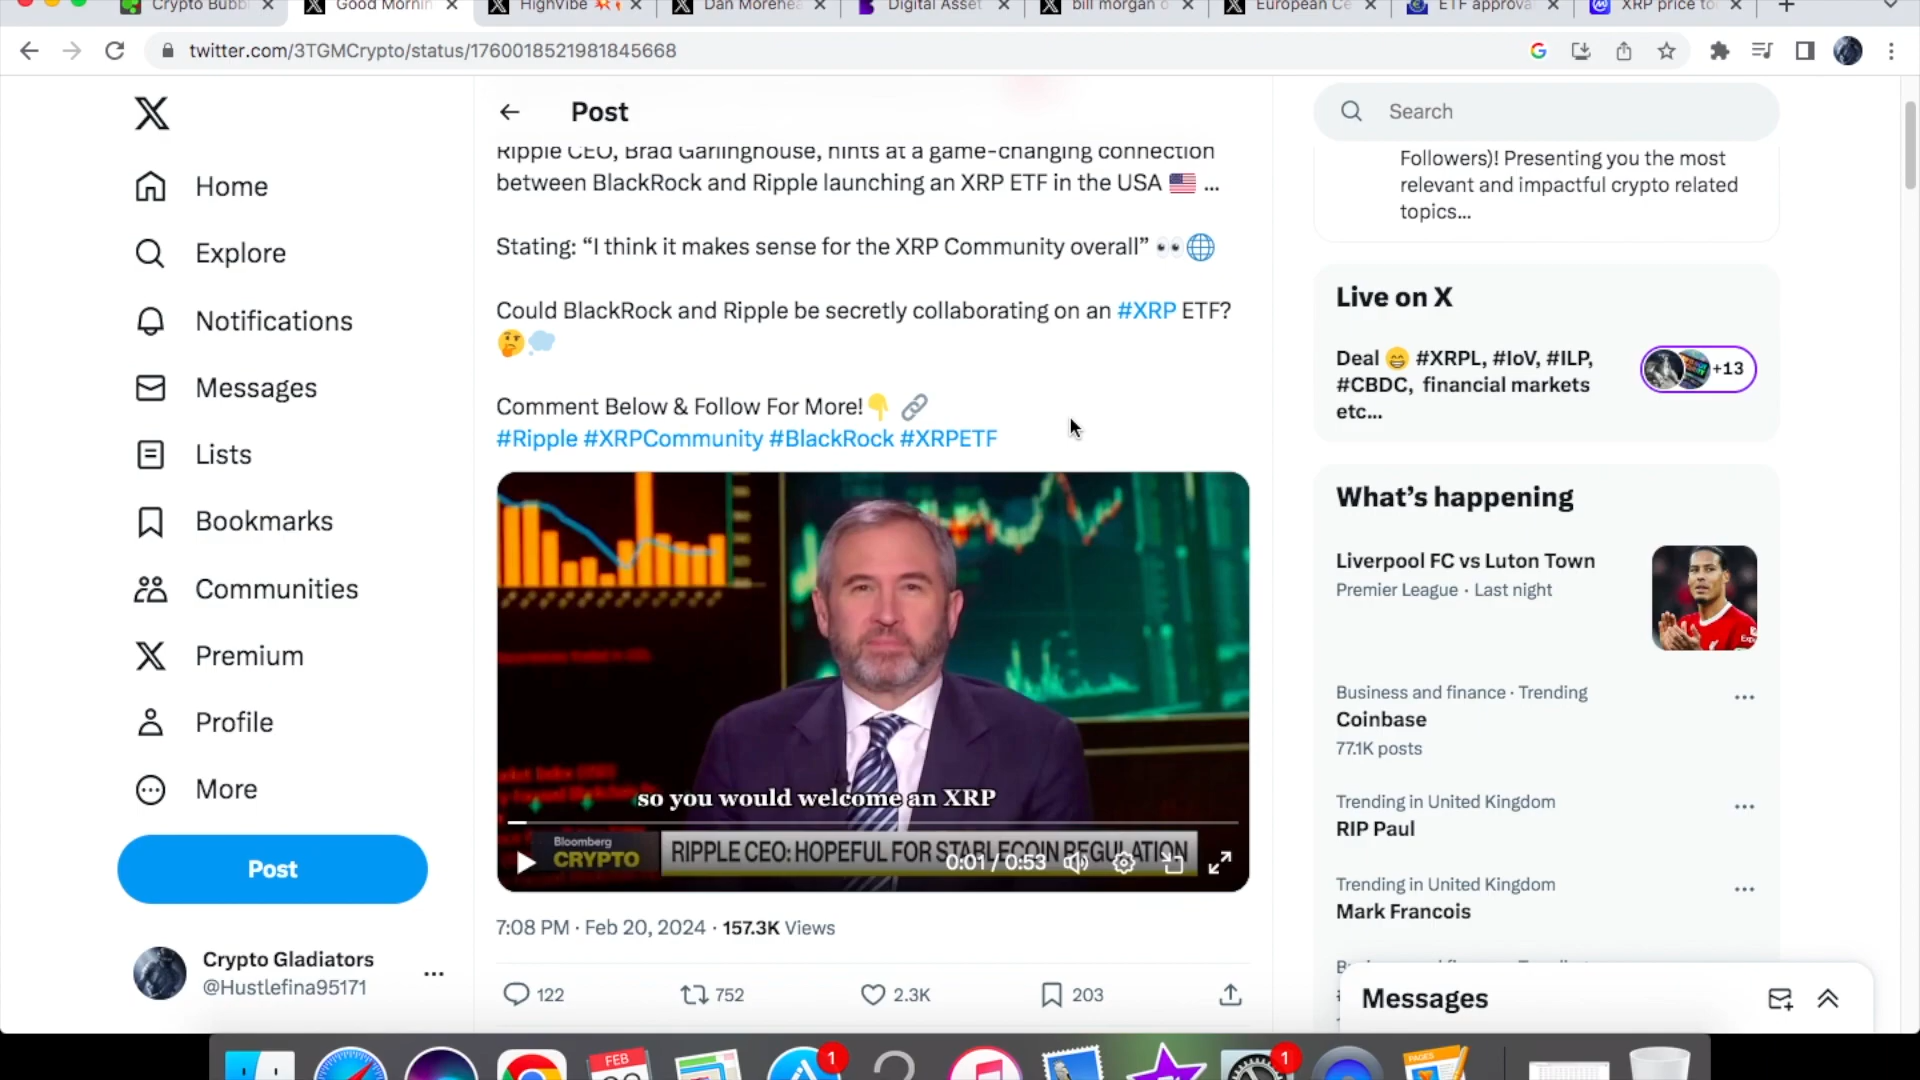 Crypto Bubbl
Good Mornin
HighVibe
Dan Morehea
Digital Asset
bill morgan
European Ce
ETF approva
XRP price to
twitter.com/3TGMCrypto/status/1760018521981845668
Home
Explore
Notifications
Messages
Lists
Bookmarks
Communities
Premium
Profile
More
Post
Crypto Gladiators
@Hustlefina95171
Post
Ripple CEO, Brad Garlinghouse, hints at a game-changing connection
between BlackRock and Ripple launching an XRP ETF in the USA 🇺🇸 ...
Stating: “I think it makes sense for the XRP Community overall” 👀🌐
Could BlackRock and Ripple be secretly collaborating on an #XRP ETF?
🤔💭
Comment Below & Follow For More!👇 🔗
#Ripple #XRPCommunity #BlackRock #XRPETF
so you would welcome an XRP
Bloomberg
CRYPTO
RIPPLE CEO: HOPEFUL FOR STABLECOIN REGULATION
0:01 / 0:53
7:08 PM · Feb 20, 2024 · 157.3K Views
122
752
2.3K
203
Search
Followers)! Presenting you the most
relevant and impactful crypto related
topics...
Live on X
Deal 😁 #XRPL, #IoV, #ILP,
#CBDC, financial markets
etc...
+13
What’s happening
Liverpool FC vs Luton Town
Premier League · Last night
Business and finance · Trending
Coinbase
77.1K posts
Trending in United Kingdom
RIP Paul
Trending in United Kingdom
Mark Francois
Messages
FEB
1
1
PAGES